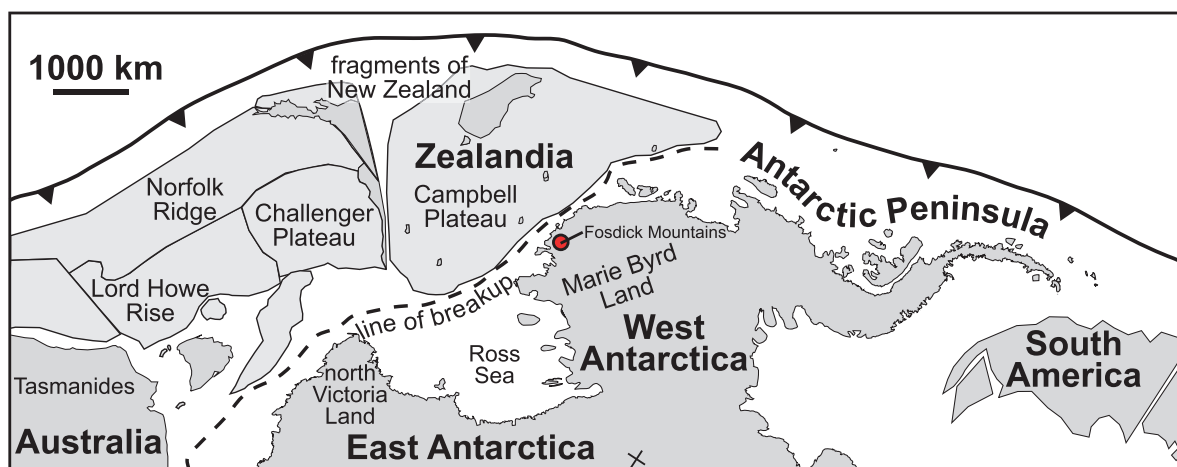 1000 km
fragments of
New Zealand
Zealandia
Campbell
Plateau
Norfolk
Ridge
Challenger
Plateau
Lord Howe
Rise
Antarctic Peninsula
Fosdick Mountains
Marie Byrd
Land
line of breakup
West
Antarctica
Ross
Sea
north
Victoria
Land
Tasmanides
Australia
East Antarctica
South
America